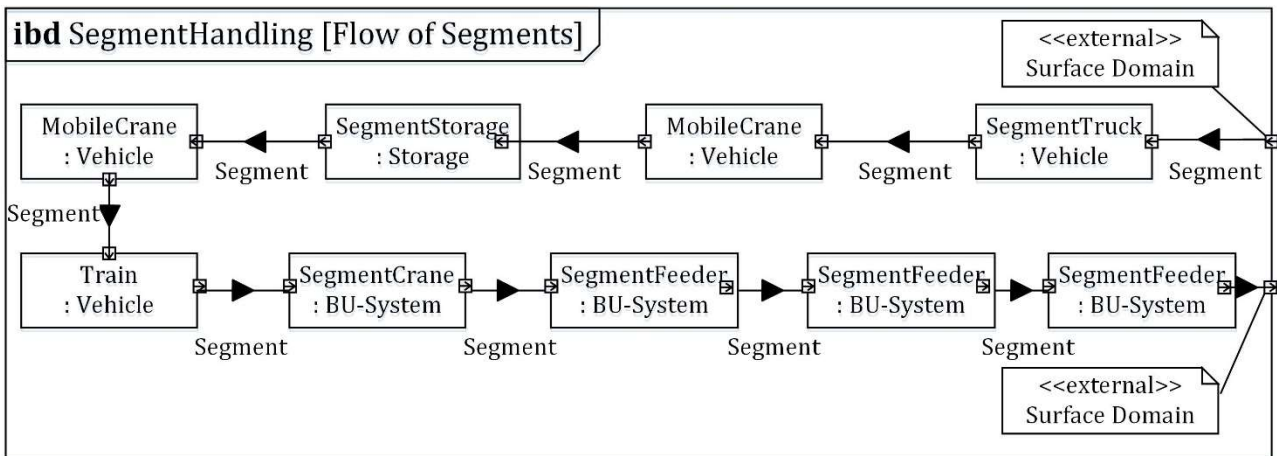 ibd SegmentHandling [Flow of Segments]
<<external>>
Surface Domain
MobileCrane
: Vehicle
SegmentStorage
: Storage
MobileCrane
: Vehicle
SegmentTruck
: Vehicle
Segment
Segment
Segment
Segment
Segment
Train
: Vehicle
SegmentCrane
: BU-System
SegmentFeeder
: BU-System
SegmentFeeder
: BU-System
SegmentFeeder
: BU-System
Segment
Segment
Segment
Segment
<<external>>
Surface Domain